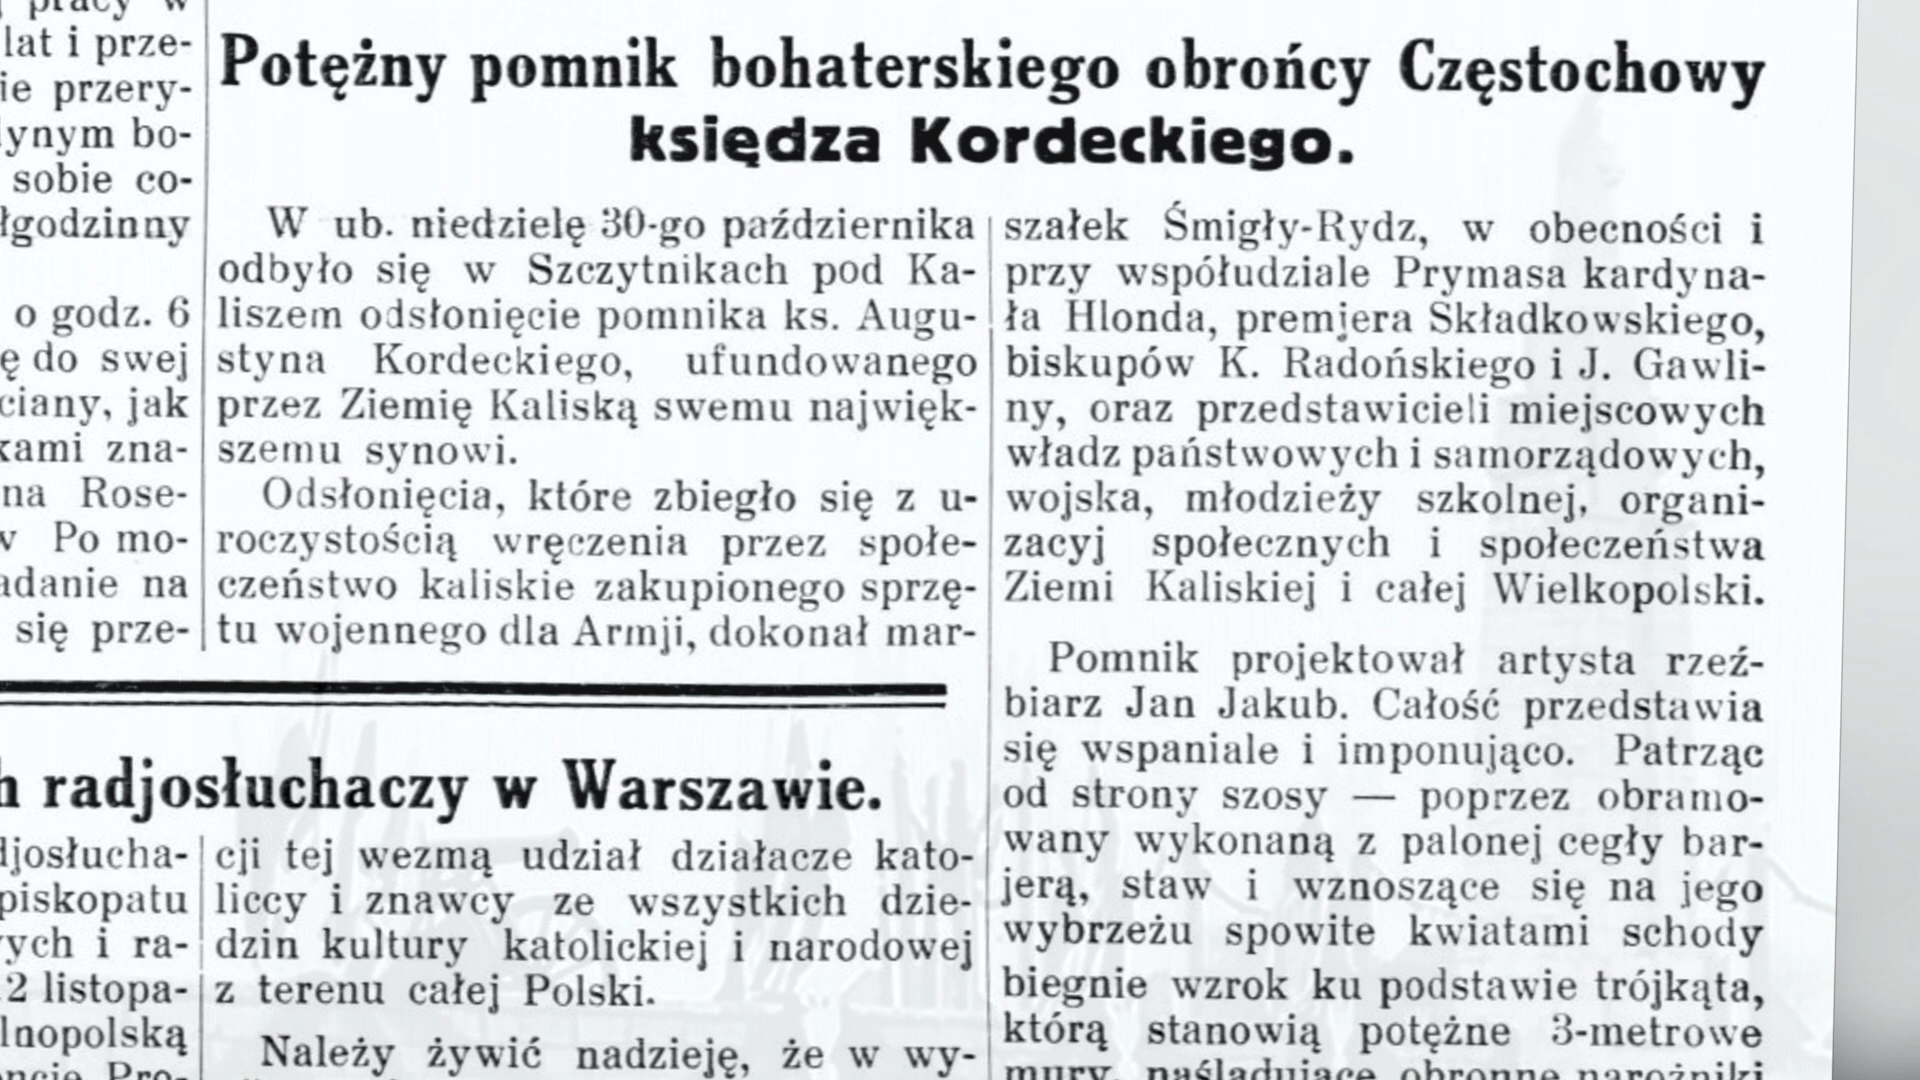 lat i prze-
przery-
bo-
sobie co-
o godz. 6
do swej
jak
zna-
na Rose-
Po mo-
na
się prze-
Potężny pomnik bohaterskiego obrońcy Częstochowy
księdza Kordeckiego.
W ub. niedzielę 30-go października
odbyło się w Szczytnikach pod Ka-
liszem odsłonięcie pomnika ks. Augu-
styna Kordeckiego, ufundowanego
przez Ziemię Kaliską swemu najwięk-
szemu synowi.
Odsłonięcia, które zbiegło się z u-
roczystością wręczenia przez społe-
czeństwo kaliskie zakupionego sprzę-
tu wojennego dla Armji, dokonał mar-
szałek Śmigły-Rydz, w obecności i
przy współudziale Prymasa kardyna-
ła Hlonda, premjera Składkowskiego,
biskupów K. Radońskiego i J. Gawli-
ny, oraz przedstawicieli miejscowych
władz państwowych i samorządowych,
wojska, młodzieży szkolnej, organi-
zacyj społecznych i społeczeństwa
Ziemi Kaliskiej i całej Wielkopolski.
Pomnik projektował artysta rzeź-
biarz Jan Jakub. Całość przedstawia
się wspaniale i imponująco. Patrząc
od strony szosy — poprzez obramo-
wany wykonaną z palonej cegły bar-
jerą, staw i wznoszące się na jego
wybrzeżu spowite kwiatami schody
biegnie wzrok ku podstawie trójkąta,
którą stanowią potężne 3-metrowe
mury, naśladujące obronne narożniki
radjosłuchaczy w Warszawie.
i ra-
2 listopa-
cji tej wezmą udział działacze kato-
liccy i znawcy ze wszystkich dzie-
dzin kultury katolickiej i narodowej
z terenu całej Polski.
Należy żywić nadzieję, że w wy-